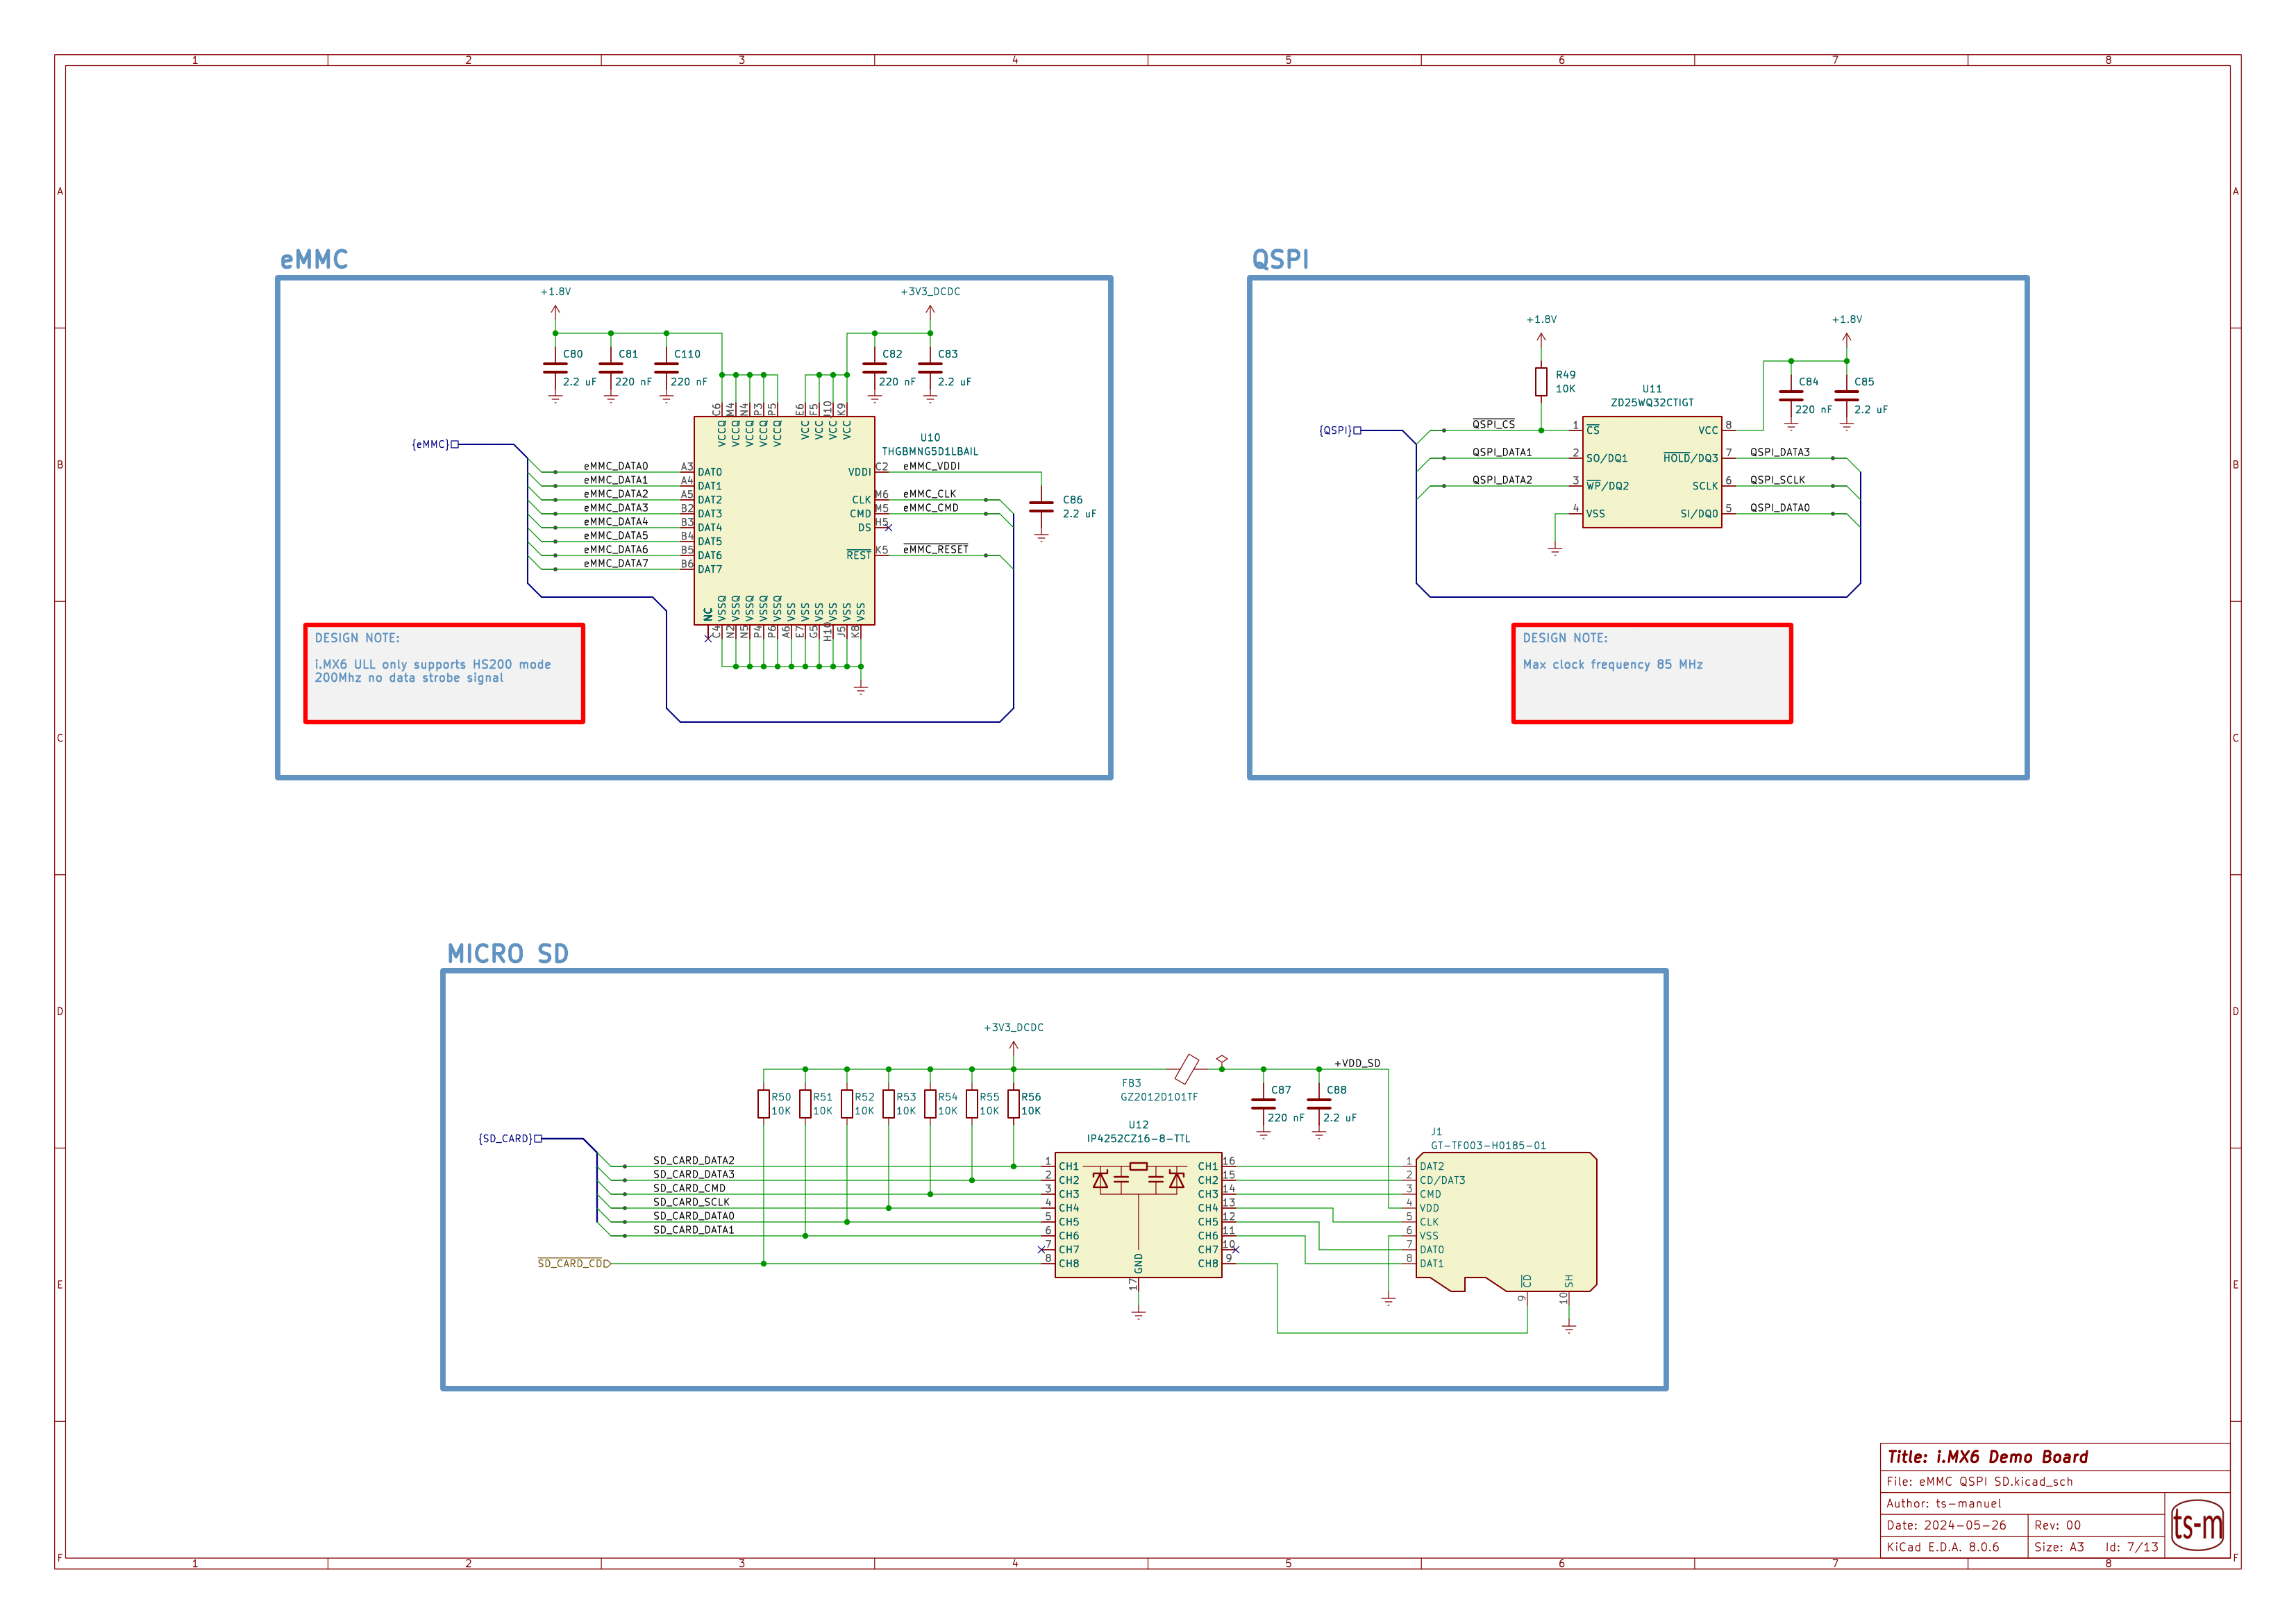 1 2 3 4 5 6 7 8
A A
B B
C C
D D
E E
F F
eMMC
+1.8V
+3V3_DCDC
C80
2.2 uF
C81
220 nF
C110
220 nF
C82
220 nF
C83
2.2 uF
C6 M4 N4 P3 P5 E6 F5 J10 K9
VCCQ VCCQ VCCQ VCCQ VCCQ VCC VCC VCC VCC
U10
THGBMNG5D1LBAIL
{eMMC}
eMMC_DATA0 A3 DAT0
eMMC_DATA1 A4 DAT1
eMMC_DATA2 A5 DAT2
eMMC_DATA3 B2 DAT3
eMMC_DATA4 B3 DAT4
eMMC_DATA5 B4 DAT5
eMMC_DATA6 B5 DAT6
eMMC_DATA7 B6 DAT7
VDDI C2 eMMC_VDDI
CLK M6 eMMC_CLK
CMD M5 eMMC_CMD
DS H5
REST K5 eMMC_RESET
C86
2.2 uF
NC VSSQ VSSQ VSSQ VSSQ VSSQ VSS VSS VSS VSS VSS VSS
C4 N2 N5 P4 P6 A6 E7 G5 H10 J5 K8
DESIGN NOTE:
i.MX6 ULL only supports HS200 mode
200Mhz no data strobe signal
QSPI
+1.8V
+1.8V
R49
10K
U11
ZD25WQ32CTIGT
C84
220 nF
C85
2.2 uF
{QSPI}
QSPI_CS 1 CS
QSPI_DATA1 2 SO/DQ1
QSPI_DATA2 3 WP/DQ2
4 VSS
VCC 8
HOLD/DQ3 7 QSPI_DATA3
SCLK 6 QSPI_SCLK
SI/DQ0 5 QSPI_DATA0
DESIGN NOTE:
Max clock frequency 85 MHz
MICRO SD
+3V3_DCDC
+VDD_SD
R50
10K
R51
10K
R52
10K
R53
10K
R54
10K
R55
10K
R56
10K
FB3
GZ2012D101TF
C87
220 nF
C88
2.2 uF
U12
IP4252CZ16-8-TTL
J1
GT-TF003-H0185-01
{SD_CARD}
SD_CARD_DATA2 1 CH1 CH1 16 1 DAT2
SD_CARD_DATA3 2 CH2 CH2 15 2 CD/DAT3
SD_CARD_CMD 3 CH3 CH3 14 3 CMD
SD_CARD_SCLK 4 CH4 CH4 13 4 VDD
SD_CARD_DATA0 5 CH5 CH5 12 5 CLK
SD_CARD_DATA1 6 CH6 CH6 11 6 VSS
7 CH7 CH7 10 7 DAT0
SD_CARD_CD 8 CH8 CH8 9 8 DAT1
GND
17
CD
9
SH
10
Title: i.MX6 Demo Board
File: eMMC QSPI SD.kicad_sch
Author: ts-manuel
Date: 2024-05-26 Rev: 00
KiCad E.D.A. 8.0.6 Size: A3 Id: 7/13
ts-m
1 2 3 4 5 6 7 8